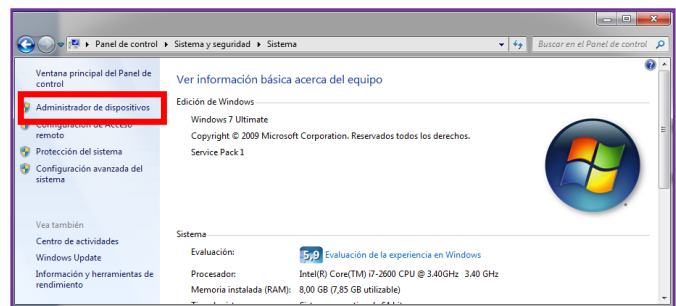 Panel de control ▸ Sistema y seguridad ▸ Sistema
Buscar en el Panel de control
Ventana principal del Panel de
control
Administrador de dispositivos
Configuración de Acceso
remoto
Protección del sistema
Configuración avanzada del
sistema
Vea también
Centro de actividades
Windows Update
Información y herramientas de
rendimiento
Ver información básica acerca del equipo
Edición de Windows
Windows 7 Ultimate
Copyright © 2009 Microsoft Corporation. Reservados todos los derechos.
Service Pack 1
Sistema
Evaluación: 5,9 Evaluación de la experiencia en Windows
Procesador: Intel(R) Core(TM) i7-2600 CPU @ 3.40GHz 3.40 GHz
Memoria instalada (RAM): 8,00 GB (7,85 GB utilizable)